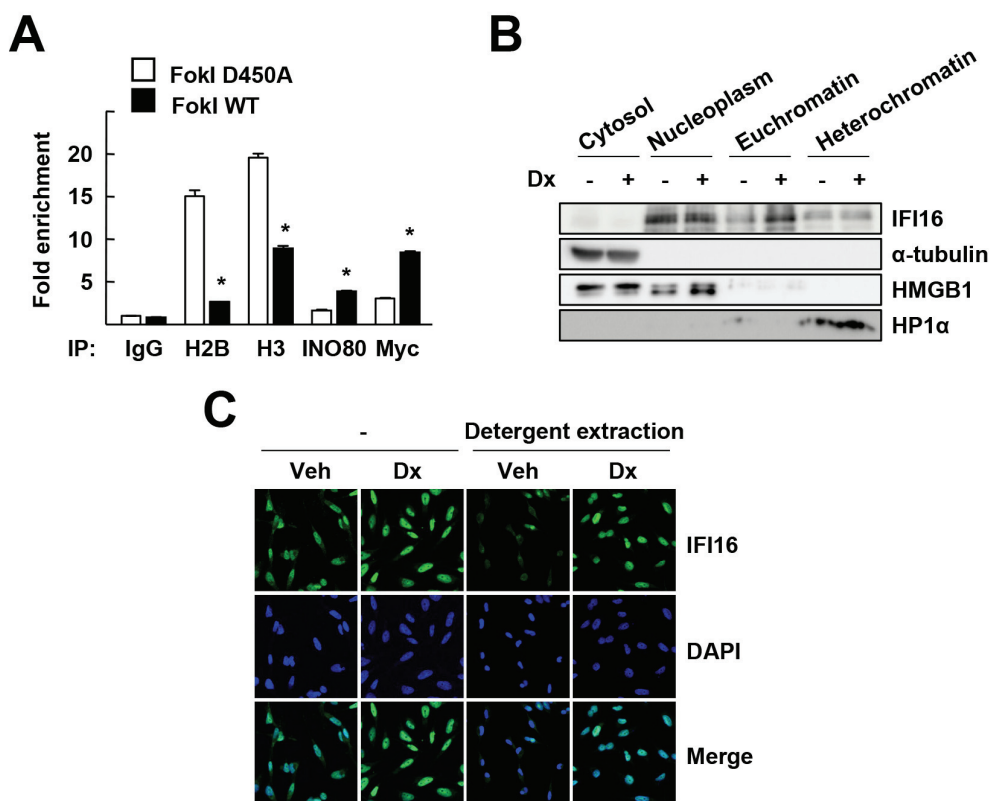 A
FokI D450A
FokI WT
Fold enrichment
20
15
10
5
* * * *
IP: IgG H2B H3 INO80 Myc
B
Cytosol Nucleoplasm Euchromatin Heterochromatin
Dx - + - + - + - +
IFI16
α-tubulin
HMGB1
HP1α
C
- Detergent extraction
Veh Dx Veh Dx
IFI16
DAPI
Merge